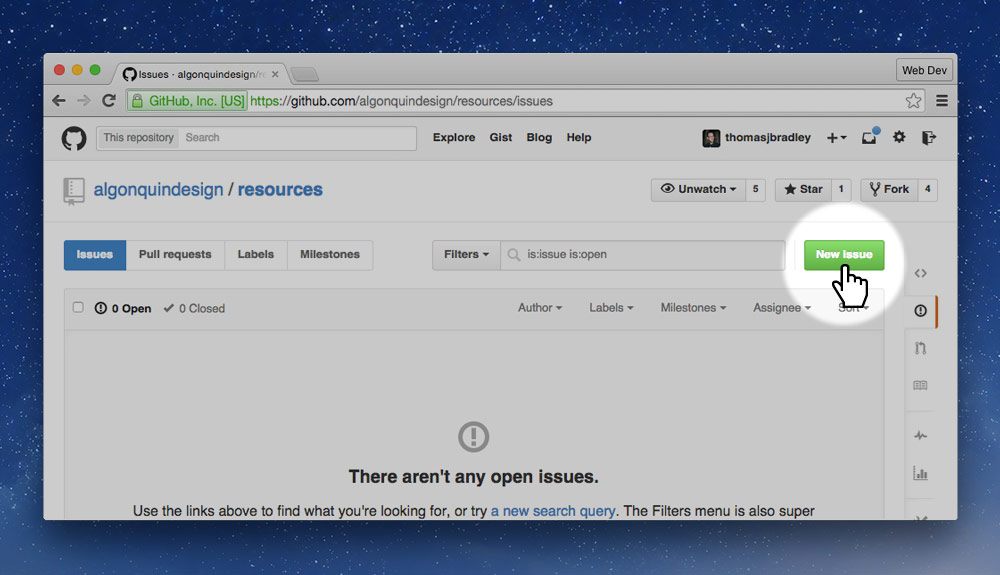 Issues · algonquindesign/r
Web Dev
GitHub, Inc. [US] https://github.com/algonquindesign/resources/issues
This repository Search Explore Gist Blog Help thomasjbradley
algonquindesign / resources Unwatch 5 Star 1 Fork 4
Issues Pull requests Labels Milestones Filters is:issue is:open New issue
0 Open 0 Closed Author Labels Milestones Assignee Sort
There aren't any open issues.
Use the links above to find what you're looking for, or try a new search query. The Filters menu is also super